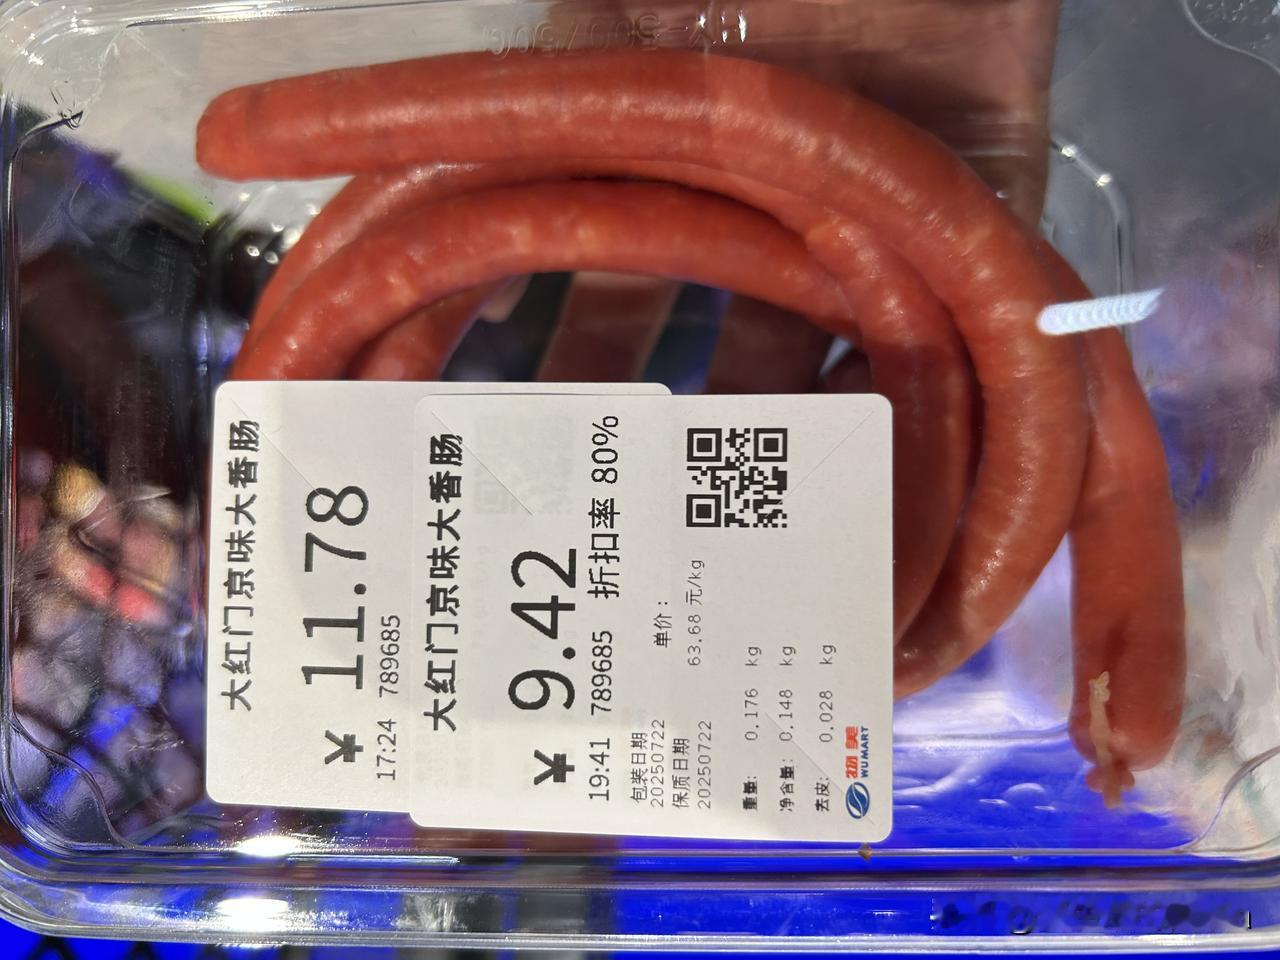 大红门京味大香肠
¥ 11.78
17:24 789685
大红门京味大香肠
¥ 9.42
19:41 789685 折扣率 80%
包装日期
20250722
保质日期
20250722
单价：
63.68 元/kg
重量： 0.176 kg
净含量： 0.148 kg
去皮： 0.028 kg
物美
WUMART